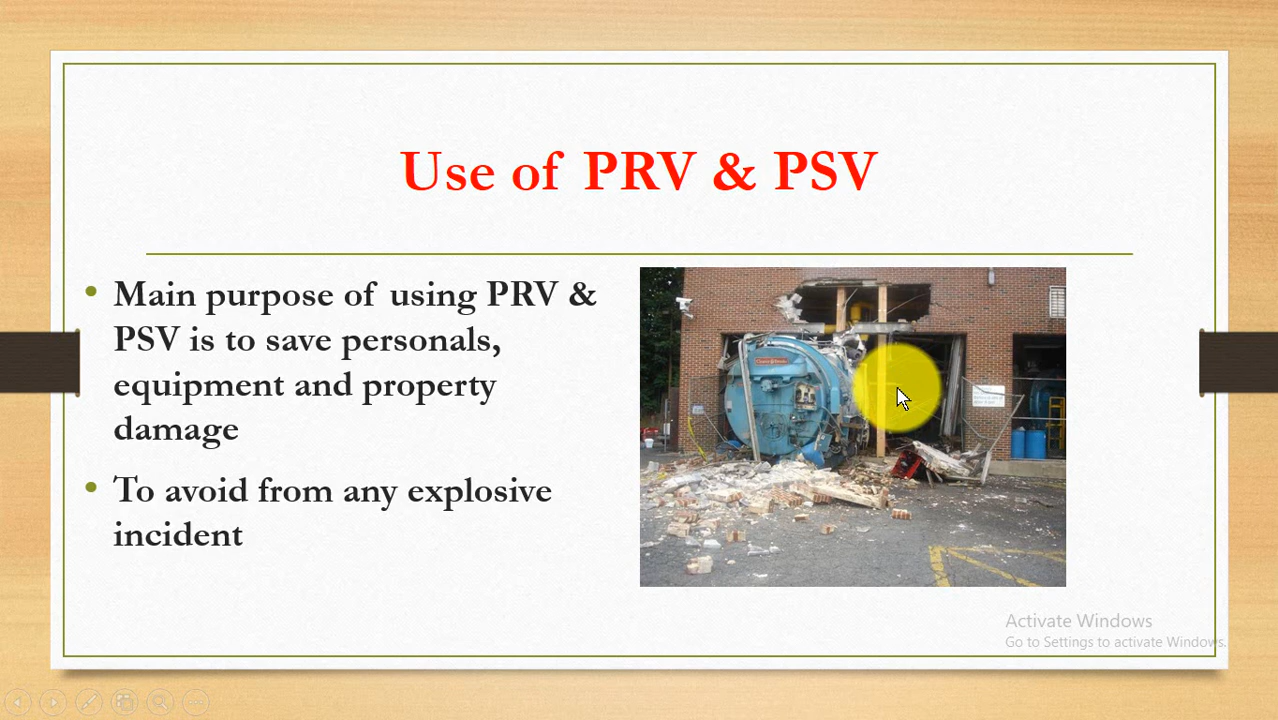 Use of PRV & PSV
• Main purpose of using PRV &
PSV is to save personals,
equipment and property
damage
• To avoid from any explosive
incident
Activate Windows
Go to Settings to activate Windows.